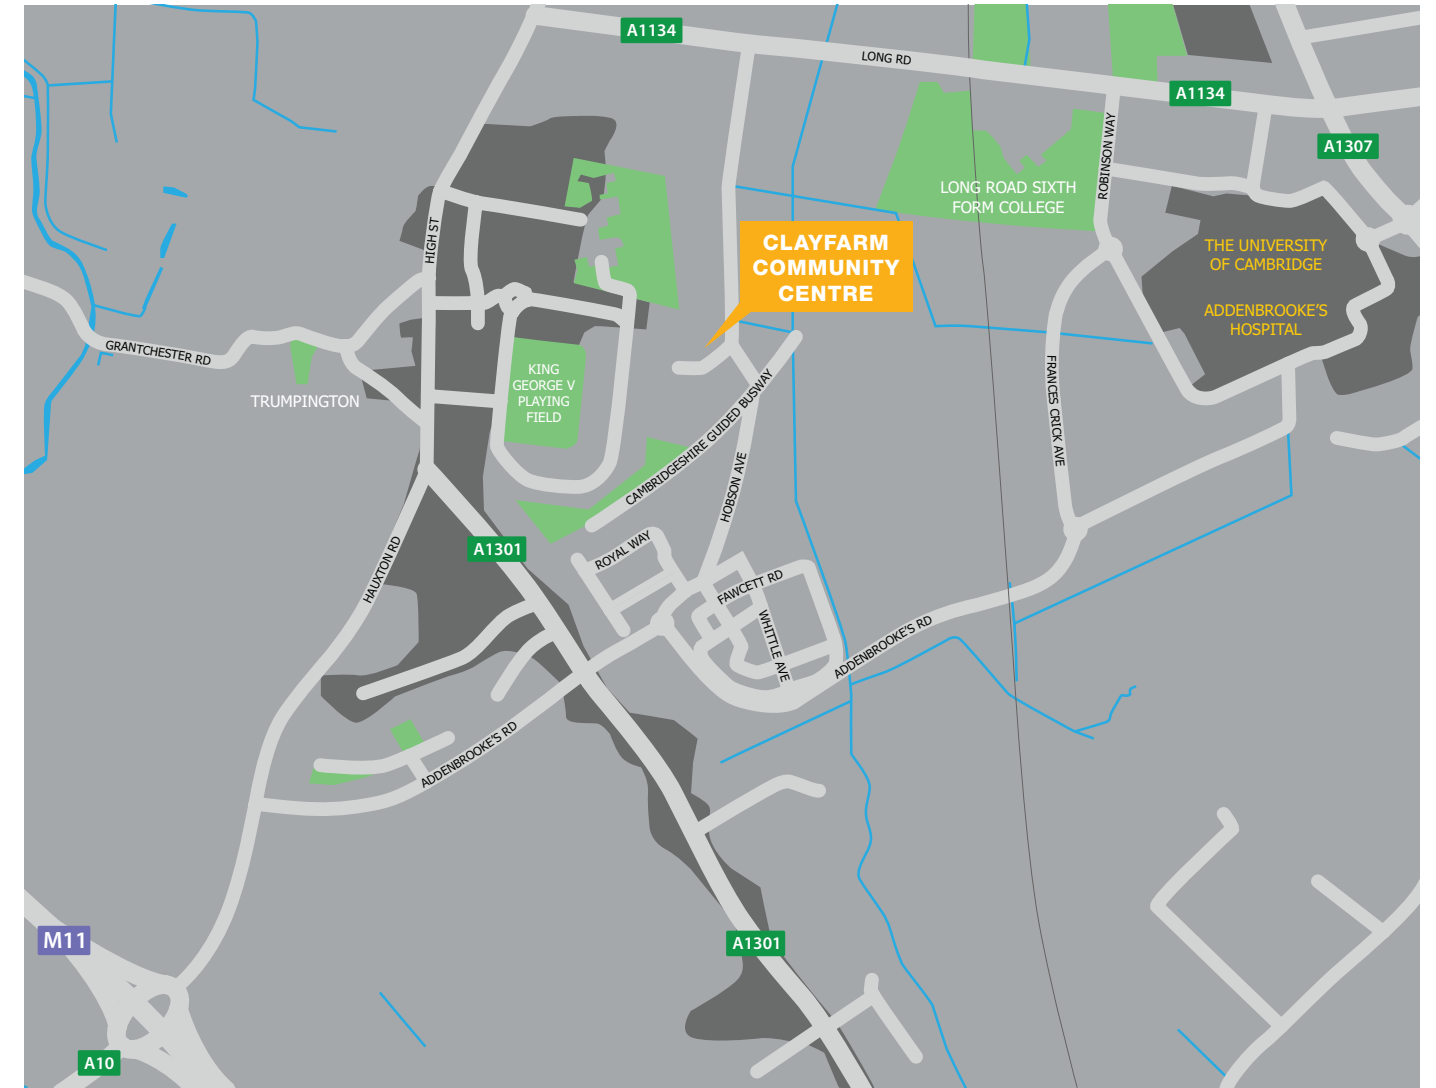 A1134
LONG RD
A1134
ROBINSON WAY
A1307
LONG ROAD SIXTH
FORM COLLEGE
HIGH ST
CLAYFARM
COMMUNITY
CENTRE
THE UNIVERSITY
OF CAMBRIDGE
ADDENBROOKE'S
HOSPITAL
GRANTCHESTER RD
TRUMPINGTON
KING
GEORGE V
PLAYING
FIELD
FRANCES CRICK AVE
CAMBRIDGESHIRE GUIDED BUSWAY
HOBSON AVE
A1301
ROYAL WAY
HAUXTON RD
FAWCETT RD
WHITTLE AVE
ADDENBROOKE'S RD
ADDENBROOKE'S RD
M11
A1301
A10